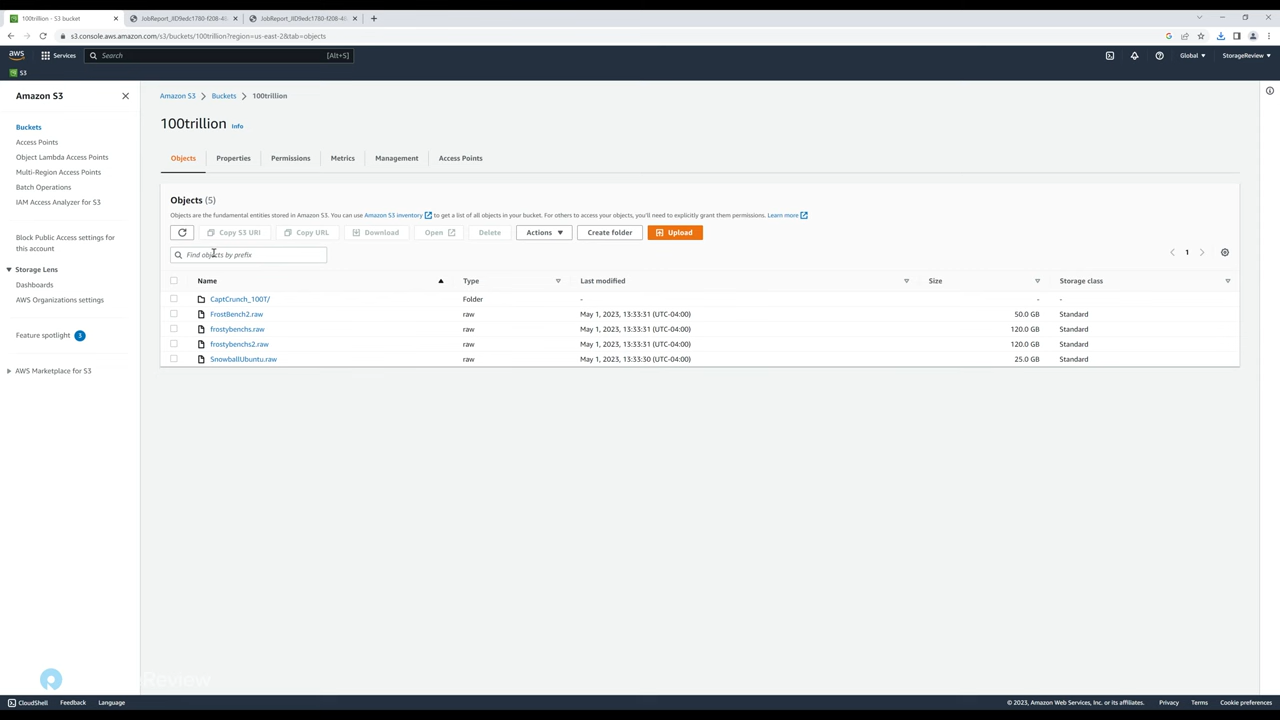 100trillion - S3 bucket
JobReport_JID9edc1780-f208-4
JobReport_JID9edc1780-f208-4
s3.console.aws.amazon.com/s3/buckets/100trillion?region=us-east-2&tab=objects
aws Services Search [Alt+S] Global StorageReview
S3
Amazon S3
Buckets
Access Points
Object Lambda Access Points
Multi-Region Access Points
Batch Operations
IAM Access Analyzer for S3
Block Public Access settings for
this account
Storage Lens
Dashboards
AWS Organizations settings
Feature spotlight 3
AWS Marketplace for S3
Amazon S3 > Buckets > 100trillion
100trillion Info
Objects Properties Permissions Metrics Management Access Points
Objects (5)
Objects are the fundamental entities stored in Amazon S3. You can use Amazon S3 inventory to get a list of all objects in your bucket. For others to access your objects, you'll need to explicitly grant them permissions. Learn more
Copy S3 URI Copy URL Download Open Delete Actions Create folder Upload
Find objects by prefix
1
Name Type Last modified Size Storage class
CaptCrunch_100T/ Folder - - -
FrostBench2.raw raw May 1, 2023, 13:33:31 (UTC-04:00) 50.0 GB Standard
frostybenchs.raw raw May 1, 2023, 13:33:31 (UTC-04:00) 120.0 GB Standard
frostybenchs2.raw raw May 1, 2023, 13:33:31 (UTC-04:00) 120.0 GB Standard
SnowballUbuntu.raw raw May 1, 2023, 13:33:30 (UTC-04:00) 25.0 GB Standard
CloudShell Feedback Language
© 2023, Amazon Web Services, Inc. or its affiliates. Privacy Terms Cookie preferences